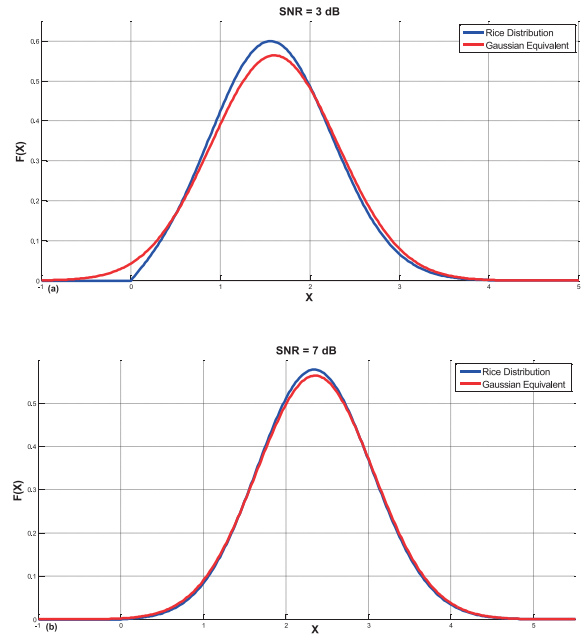 SNR = 3 dB
Rice Distribution
Gaussian Equivalent
0.6
0.5
0.4
0.3
0.2
0.1
0
F(X)
-1 (a) 0 1 2 3 4 5
X
SNR = 7 dB
Rice Distribution
Gaussian Equivalent
0.5
0.4
0.3
0.2
0.1
0
F(X)
-1 (b) 0 1 2 3 4 5
X